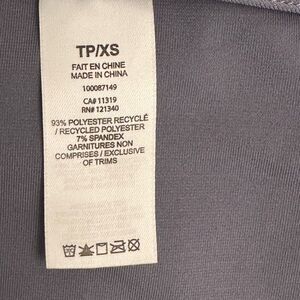 TP/XS
FAIT EN CHINE
MADE IN CHINA
100087149
CA# 11319
RN# 121340
93% POLYESTER RECYCLÉ
/ RECYCLED POLYESTER
7% SPANDEX
GARNITURES NON
COMPRISES / EXCLUSIVE
OF TRIMS